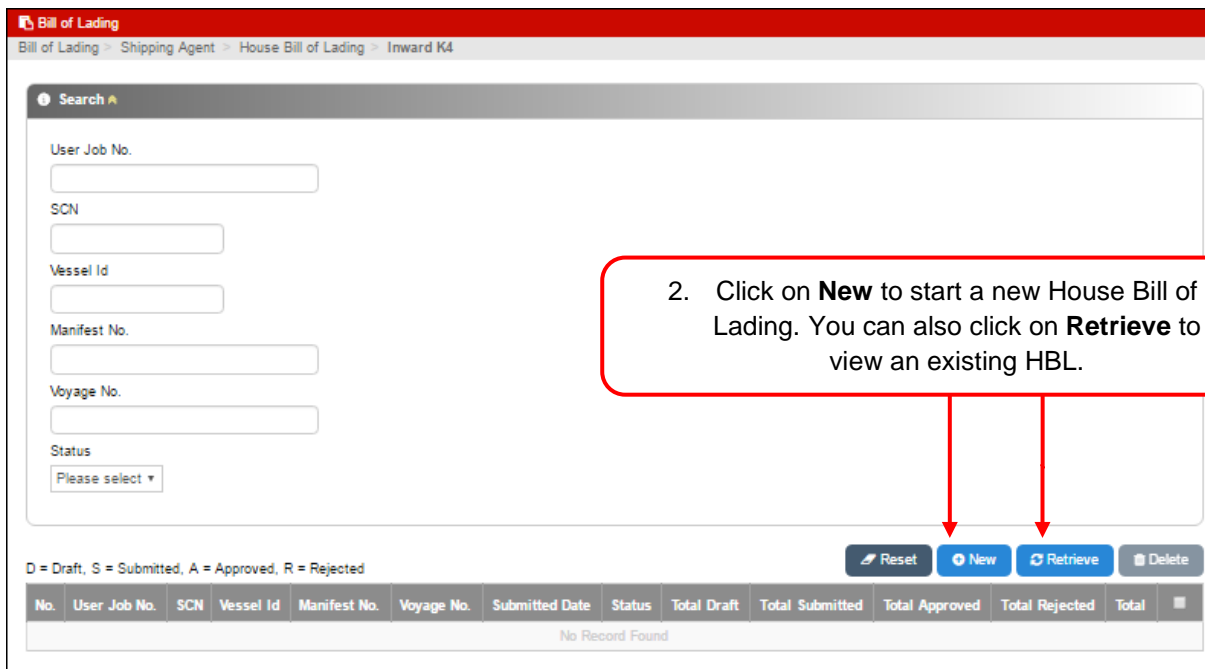 Bill of Lading
Bill of Lading > Shipping Agent > House Bill of Lading > Inward K4
Search
User Job No.
SCN
Vessel Id
Manifest No.
Voyage No.
Status
Please select
2. Click on New to start a new House Bill of
Lading. You can also click on Retrieve to
view an existing HBL.
D = Draft, S = Submitted, A = Approved, R = Rejected
Reset New Retrieve Delete
No. User Job No. SCN Vessel Id Manifest No. Voyage No. Submitted Date Status Total Draft Total Submitted Total Approved Total Rejected Total
No Record Found